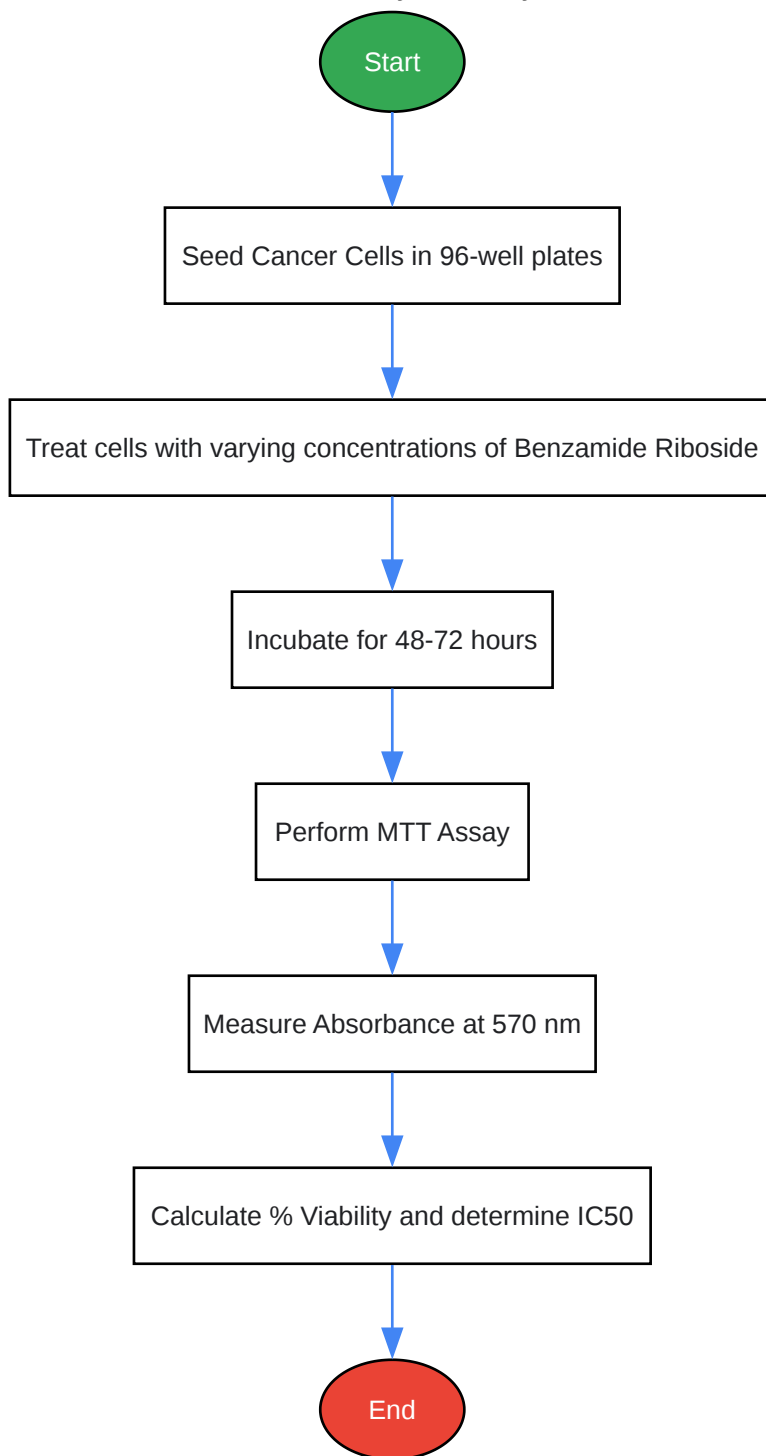 Start
Seed Cancer Cells in 96-well plates
Treat cells with varying concentrations of Benzamide Riboside
Incubate for 48-72 hours
Perform MTT Assay
Measure Absorbance at 570 nm
Calculate % Viability and determine IC50
End